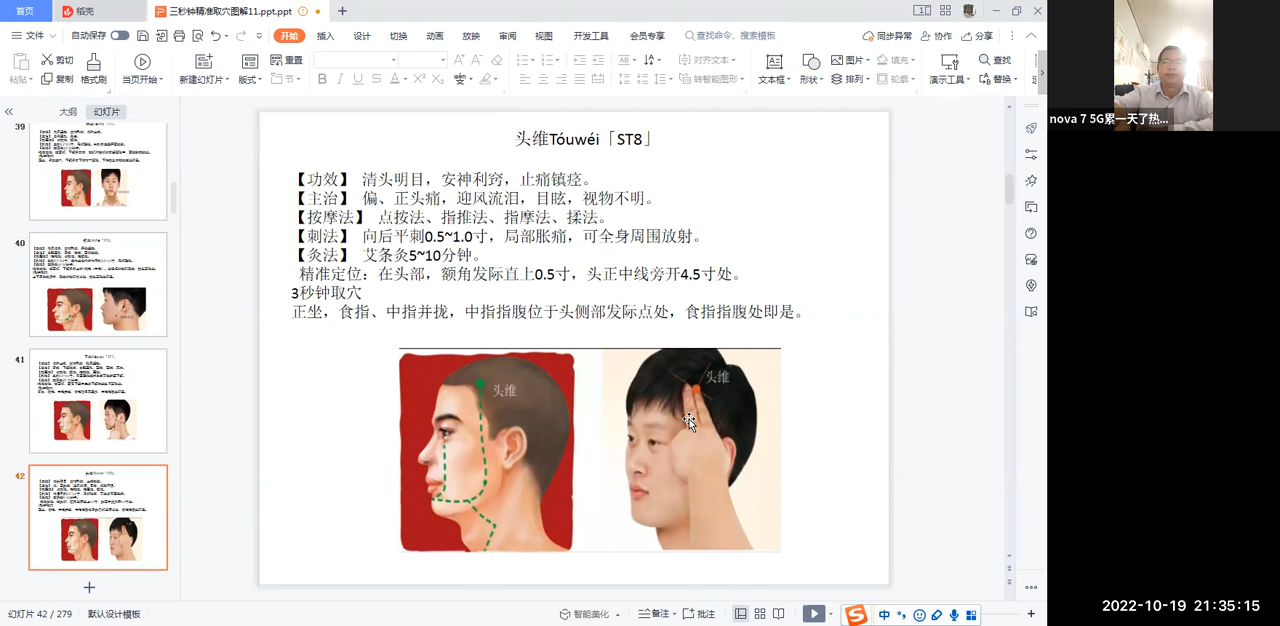 首页 稻壳 三秒钟精准取穴图解11.ppt.ppt
文件 自动保存 开始 插入 设计 切换 动画 放映 审阅 视图 开发工具 会员专享 查找命令、搜索模板 同步异常 协作 分享
粘贴 剪切 复制 格式刷 当页开始 新建幻灯片 版式 重置 节 对齐文本 转智能图形 文本框 形状 图片 排列 填充 轮廓 演示工具 查找 替换
大纲 幻灯片
39
40
41
42
头维Tóuwéi「ST8」
【功效】 清头明目，安神利窍，止痛镇痉。
【主治】 偏、正头痛，迎风流泪，目眩，视物不明。
【按摩法】 点按法、指推法、指摩法、揉法。
【刺法】 向后平刺0.5~1.0寸，局部胀痛，可全身周围放射。
【灸法】 艾条灸5~10分钟。
精准定位：在头部，额角发际直上0.5寸，头正中线旁开4.5寸处。
3秒钟取穴
正坐，食指、中指并拢，中指指腹位于头侧部发际点处，食指指腹处即是。
头维
头维
幻灯片 42 / 279 默认设计模板 智能美化 备注 批注 中
nova 7 5G累一天了热...
2022-10-19 21:35:15